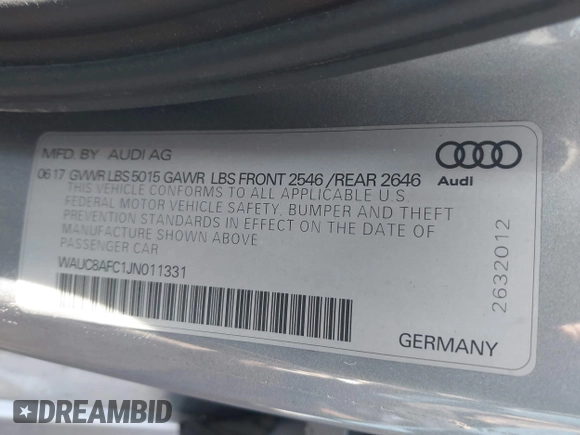 MFD. BY AUDI AG
Audi
06 17 GVWR LBS 5015 GAWR LBS FRONT 2546 /REAR 2646
THIS VEHICLE CONFORMS TO ALL APPLICABLE U.S.
FEDERAL MOTOR VEHICLE SAFETY, BUMPER AND THEFT
PREVENTION STANDARDS IN EFFECT ON THE DATE OF
MANUFACTURE SHOWN ABOVE.
PASSENGER CAR
WAUC8AFC1JN011331
2632012
GERMANY
DREAMBID